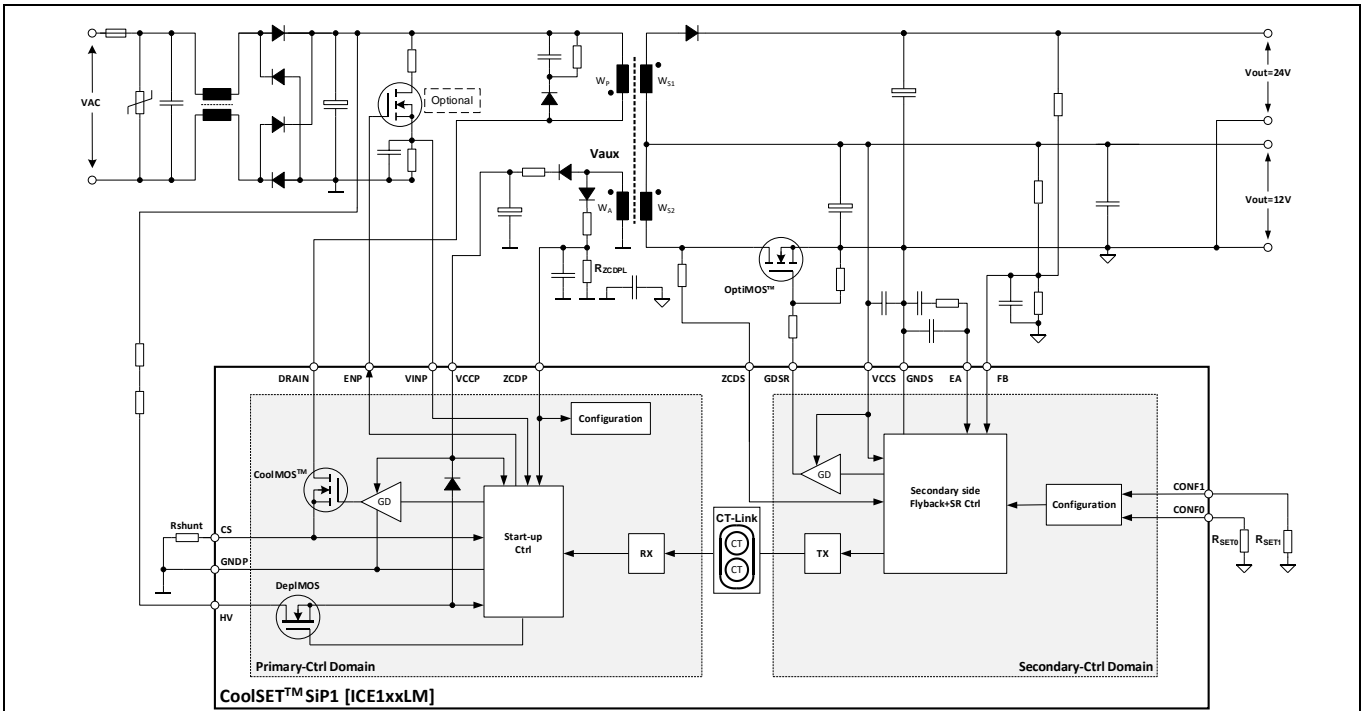 VAC
Optional
WP
WS1
Vout=24V
Vaux
WA
WS2
Vout=12V
RZCDPL
OptiMOS™
DRAIN
ENP
VINP
VCCP
ZCDP
ZCDS
GDSR
VCCS
GNDS
EA
FB
Configuration
CoolMOS™
GD
Start-up
Ctrl
RX
CT-Link
CT
CT
TX
GD
Secondary side
Flyback+SR Ctrl
Configuration
CONF1
CONF0
RSET0
RSET1
Rshunt
CS
GNDP
DeplMOS
HV
Primary-Ctrl Domain
Secondary-Ctrl Domain
CoolSET™ SiP1 [ICE1xxLM]